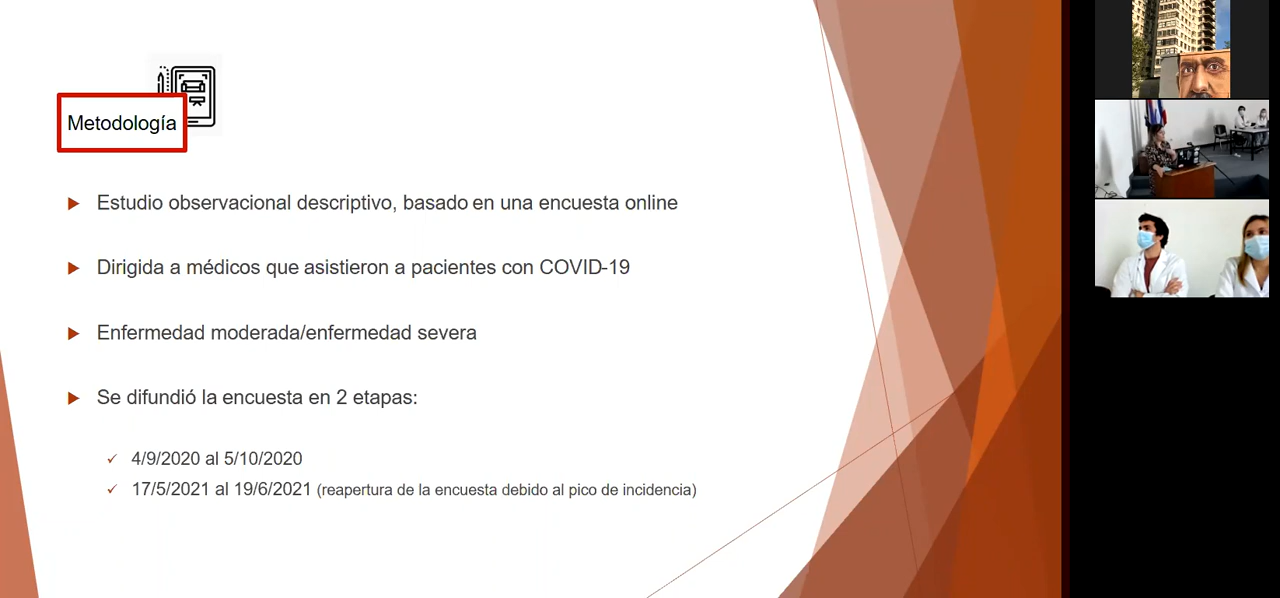 Metodología
Estudio observacional descriptivo, basado en una encuesta online
Dirigida a médicos que asistieron a pacientes con COVID-19
Enfermedad moderada/enfermedad severa
Se difundió la encuesta en 2 etapas:
4/9/2020 al 5/10/2020
17/5/2021 al 19/6/2021 (reapertura de la encuesta debido al pico de incidencia)